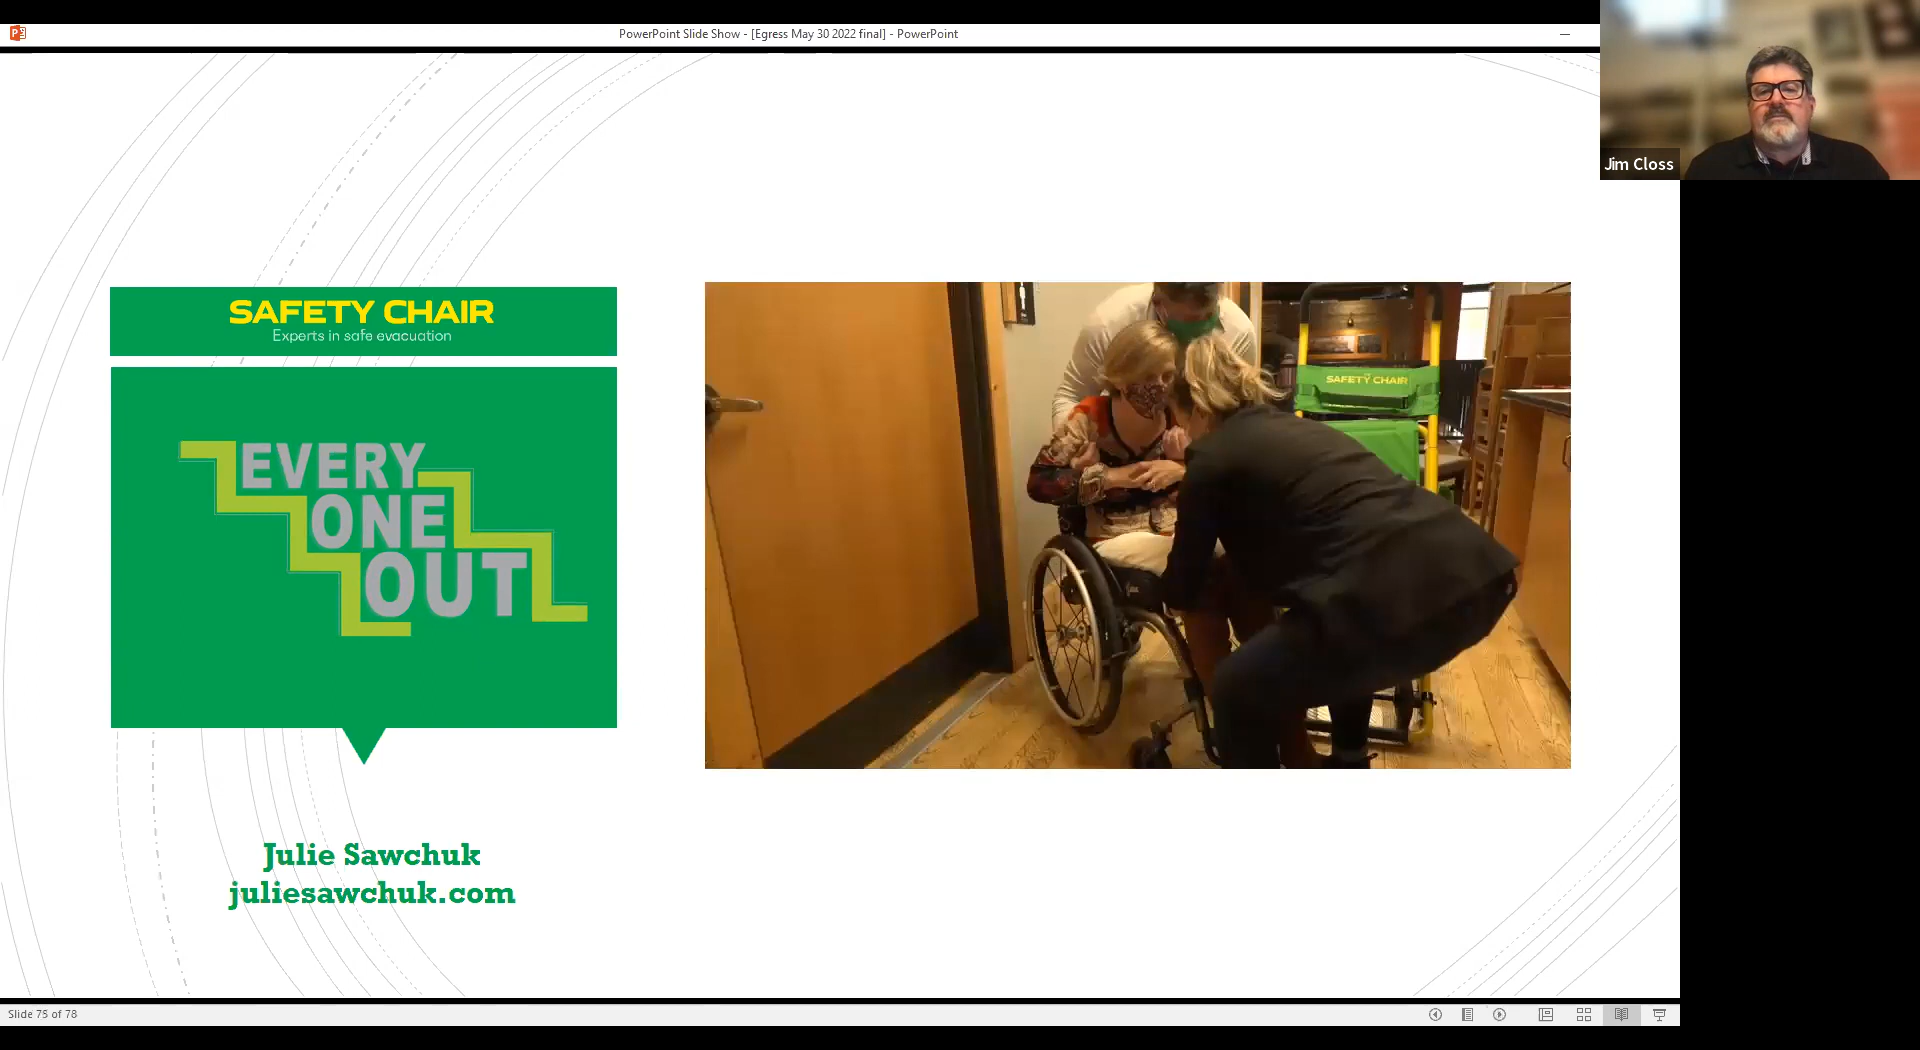 PowerPoint Slide Show - [Egress May 30 2022 final] - PowerPoint
Jim Closs
SAFETY CHAIR
Experts in safe evacuation
EVERY
ONE
OUT
SAFETY CHAIR
Julie Sawchuk
juliesawchuk.com
Slide 75 of 78